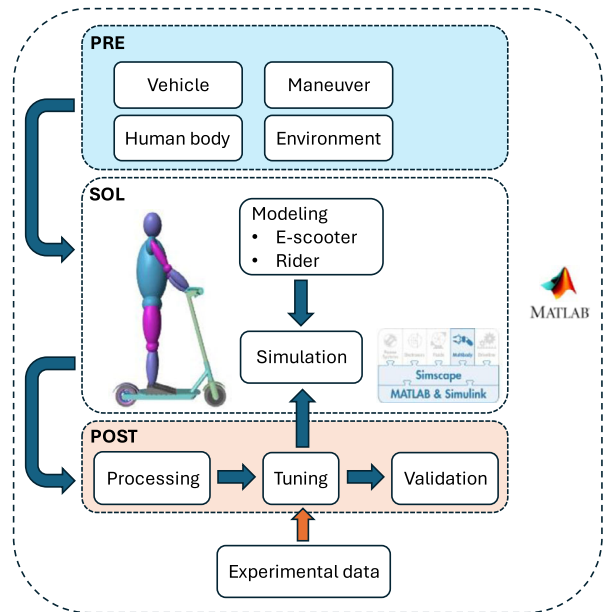 PRE
Vehicle
Maneuver
Human body
Environment
SOL
Modeling
• E-scooter
• Rider
Simulation
Multibody
Simscape
MATLAB & Simulink
MATLAB
POST
Processing
Tuning
Validation
Experimental data